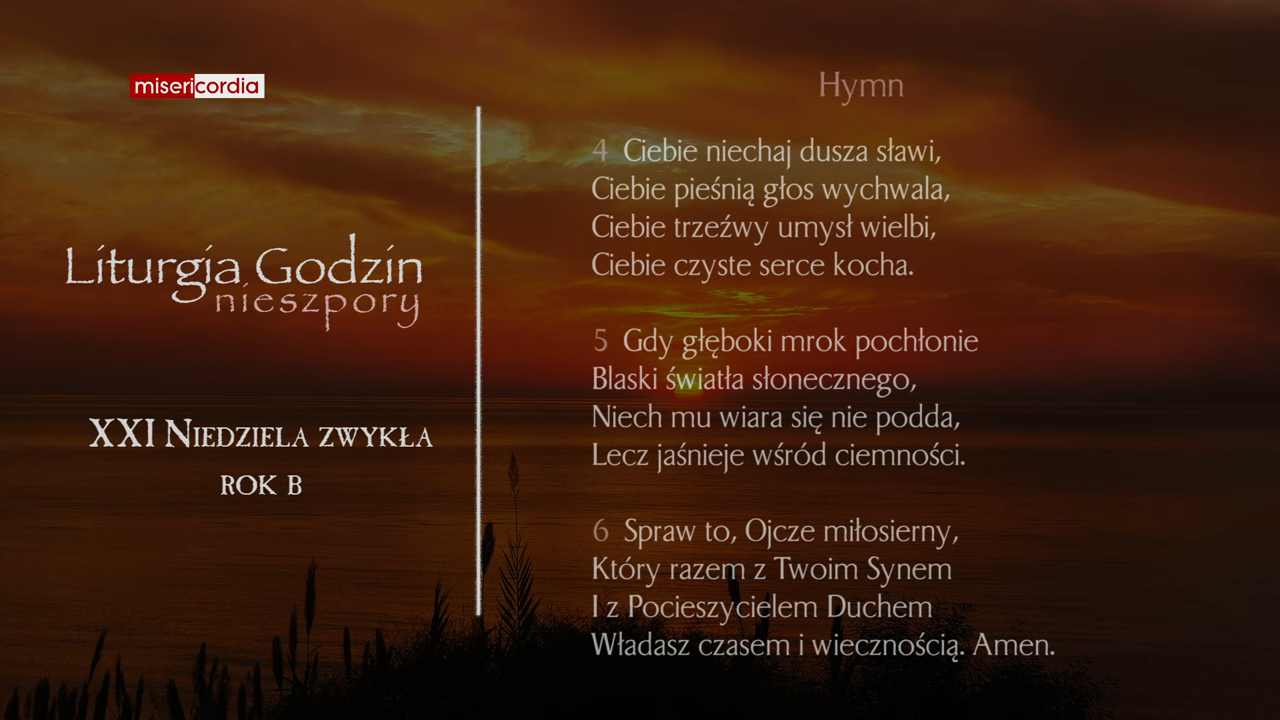 misericordia
Liturgia Godzin
nieszpory
XXI Niedziela zwykła
rok B
Hymn
4 Ciebie niechaj dusza sławi,
Ciebie pieśnią głos wychwala,
Ciebie trzeźwy umysł wielbi,
Ciebie czyste serce kocha.
5 Gdy głęboki mrok pochłonie
Blaski światła słonecznego,
Niech mu wiara się nie podda,
Lecz jaśnieje wśród ciemności.
6 Spraw to, Ojcze miłosierny,
Który razem z Twoim Synem
I z Pocieszycielem Duchem
Władasz czasem i wiecznością. Amen.